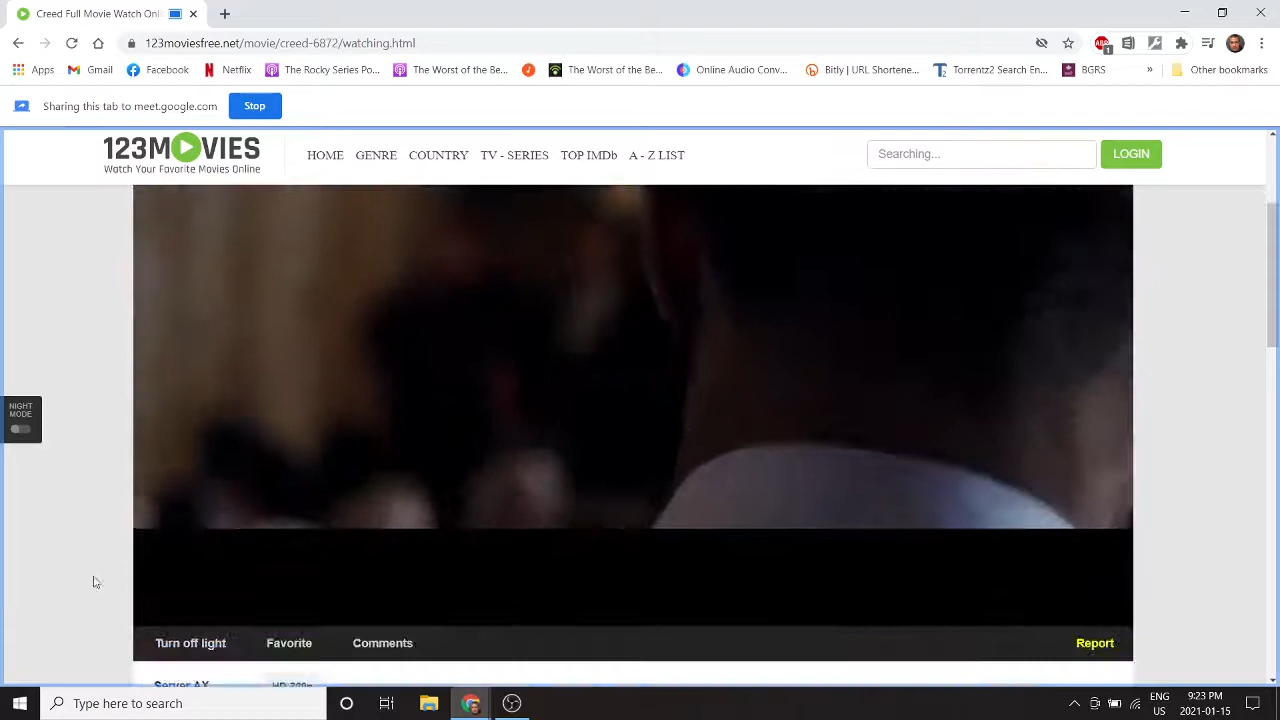 Creed Full Movie Watch Onl
123moviesfree.net/movie/creed-6872/watching.html
Apps Gmail Facebook Netflix The Rocky Series Po... The Worst of the Be... The Worst of the Be... Online Audio Conv... Bitly | URL Shortene... Torrentz2 Search En... BGRS » Other bookmarks
Sharing this tab to meet.google.com Stop
123MOVIES
Watch Your Favorite Movies Online
HOME GENRE COUNTRY TV - SERIES TOP IMDb A - Z LIST Searching... LOGIN
NIGHT
MODE
Turn off light Favorite Comments Report
Server AX
Type here to search
ENG
US
9:23 PM
2021-01-15